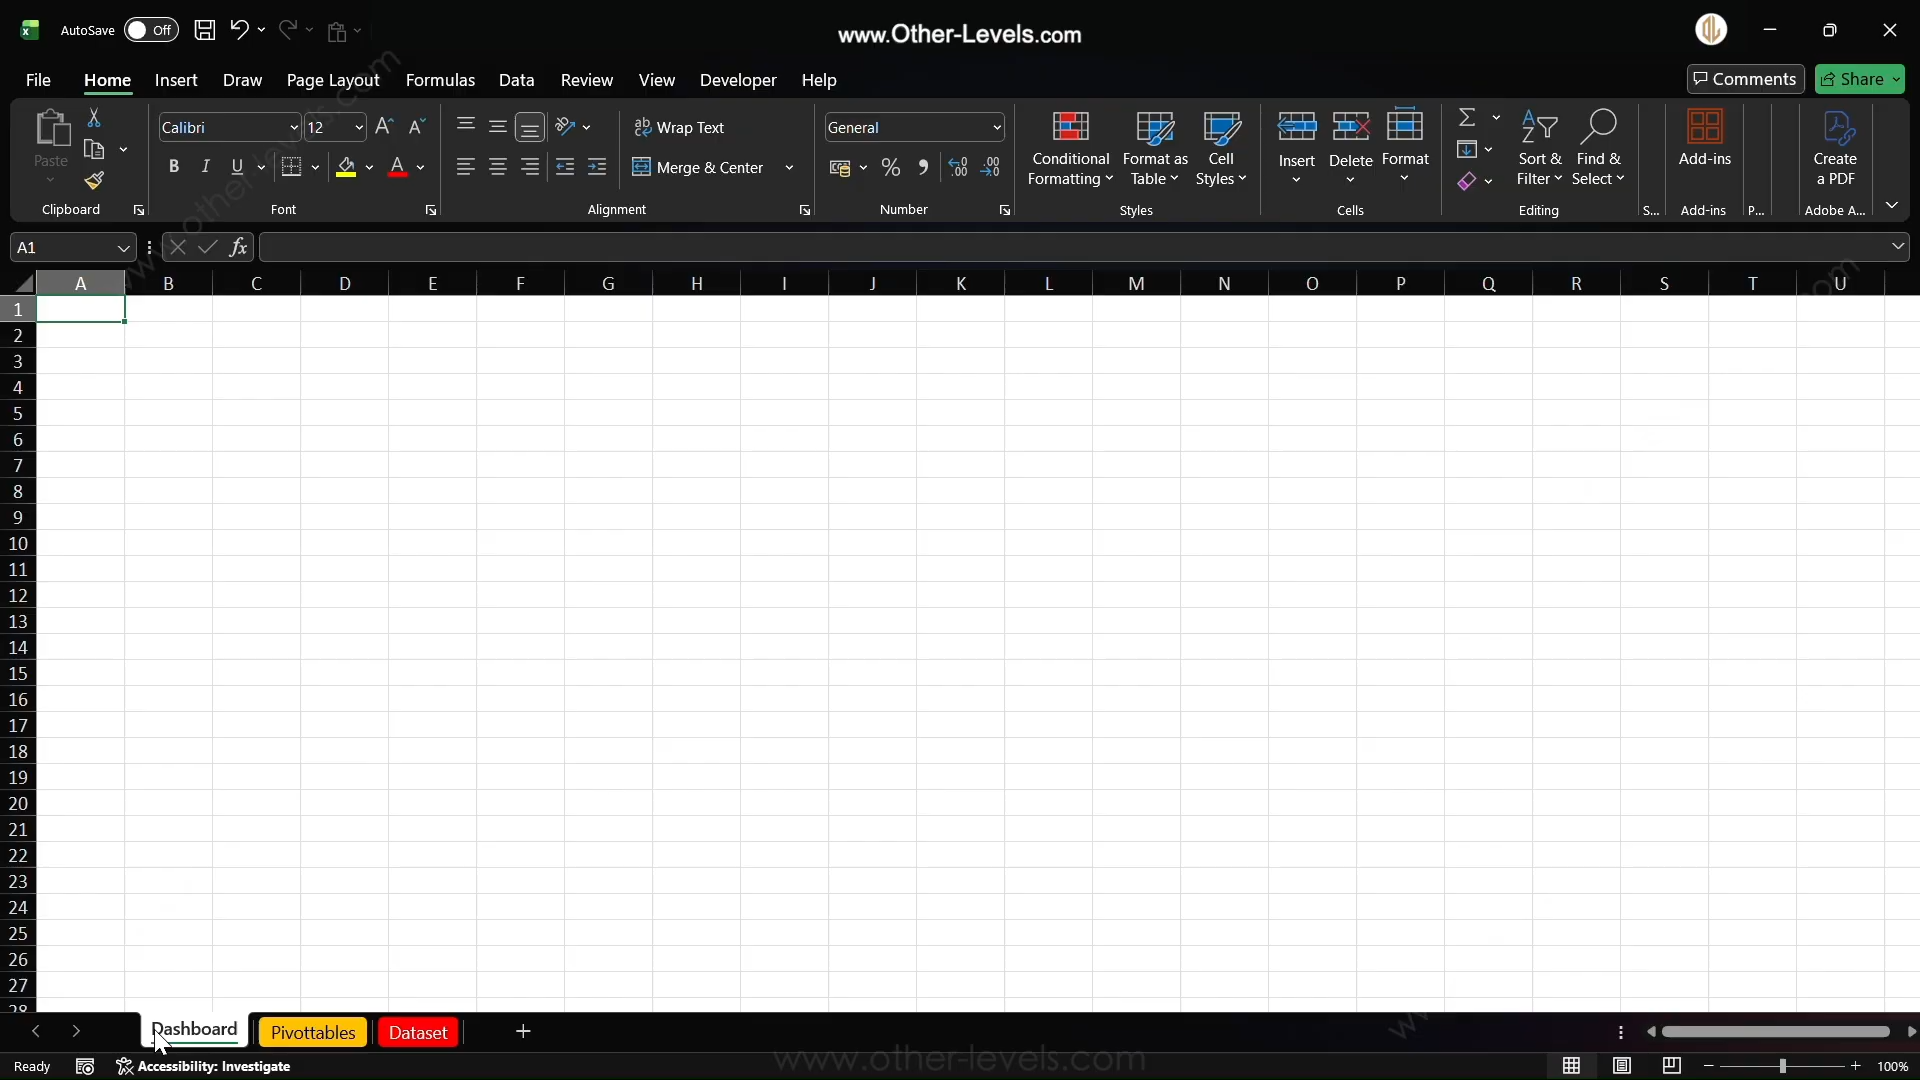 AutoSave Off
www.Other-Levels.com
File Home Insert Draw Page Layout Formulas Data Review View Developer Help
Comments Share
Paste
Clipboard
Calibri 12
B I U A
Font
ab Wrap Text
Merge & Center
Alignment
General
% .00
Number
Conditional Formatting
Format as Table
Cell Styles
Styles
Insert Delete Format
Cells
Sort & Filter
Find & Select
Editing
S...
Add-ins
Add-ins
P...
Create a PDF
Adobe A...
A1 fx
A B C D E F G H I J K L M N O P Q R S T U
1
2
3
4
5
6
7
8
9
10
11
12
13
14
15
16
17
18
19
20
21
22
23
24
25
26
27
28
Dashboard Pivottables Dataset +
www.other-levels.com
Ready Accessibility: Investigate
100%